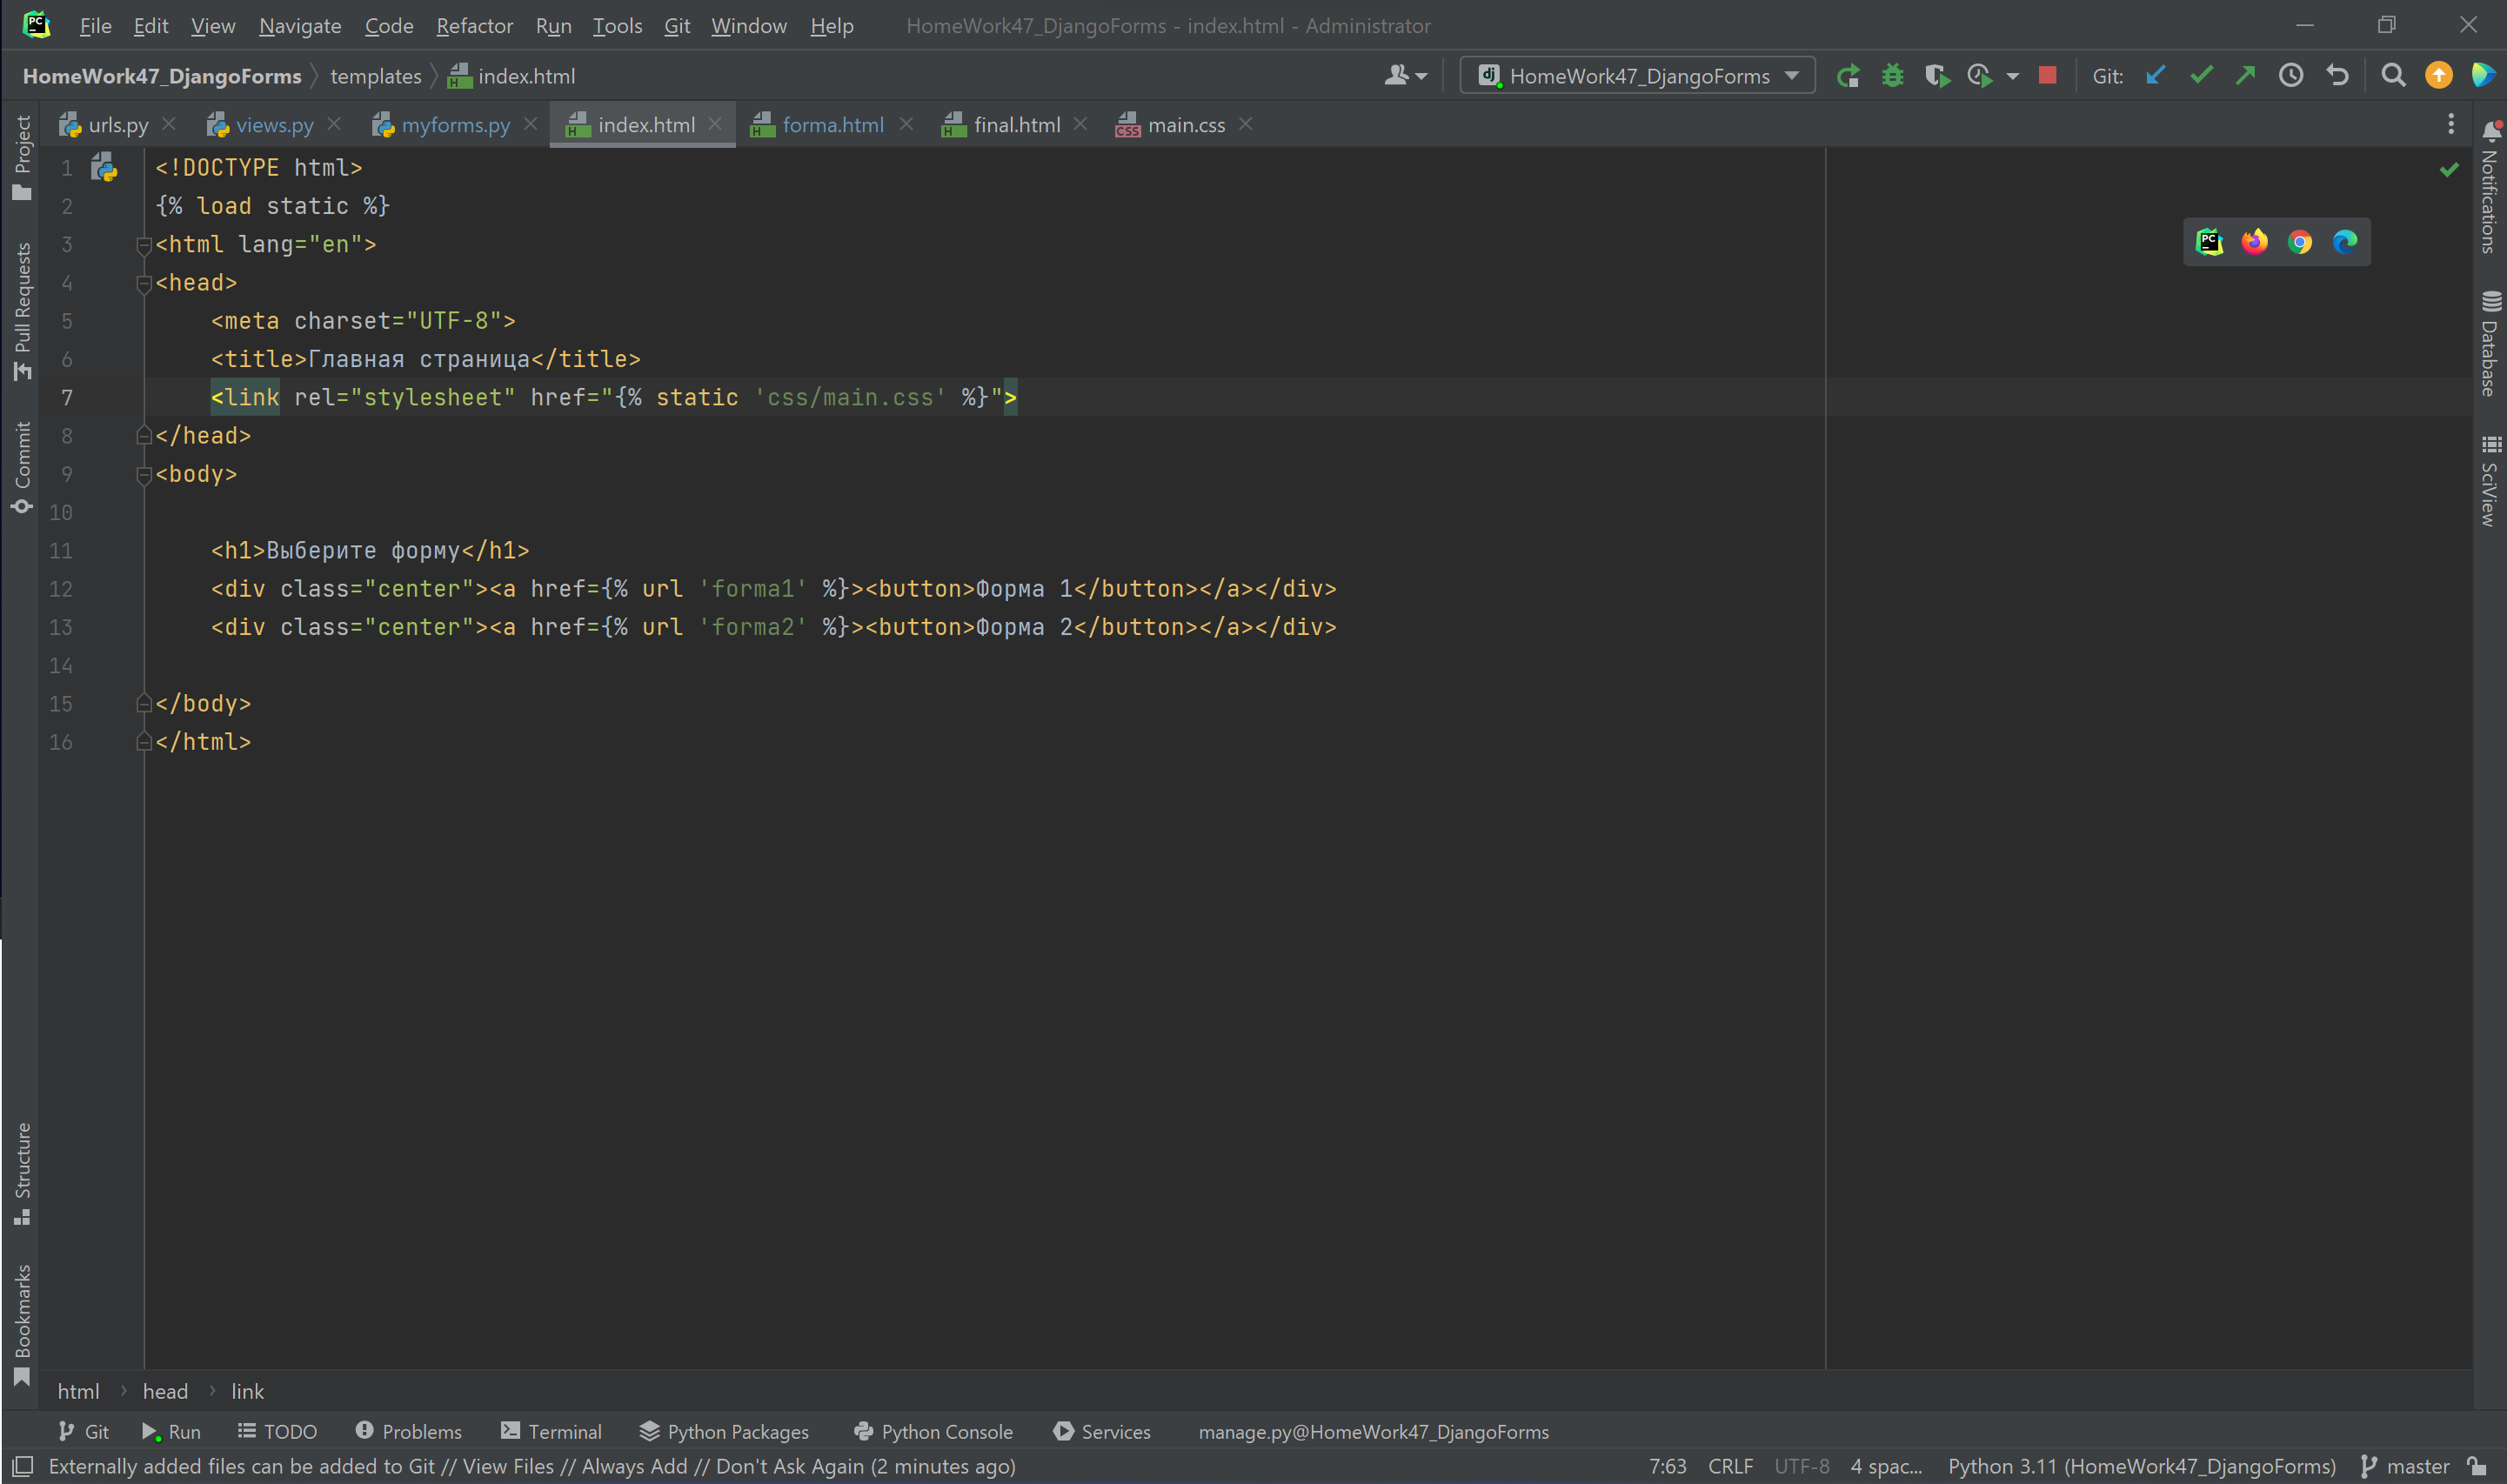 File Edit View Navigate Code Refactor Run Tools Git Window Help HomeWork47_DjangoForms - index.html - Administrator
HomeWork47_DjangoForms templates index.html HomeWork47_DjangoForms Git:
urls.py views.py myforms.py index.html forma.html final.html main.css
Project
Pull Requests
Commit
Structure
Bookmarks
1 <!DOCTYPE html>
2 {% load static %}
3 <html lang="en">
4 <head>
5     <meta charset="UTF-8">
6     <title>Главная страница</title>
7     <link rel="stylesheet" href="{% static 'css/main.css' %}">
8 </head>
9 <body>
10
11     <h1>Выберите форму</h1>
12     <div class="center"><a href={% url 'forma1' %}><button>Форма 1</button></a></div>
13     <div class="center"><a href={% url 'forma2' %}><button>Форма 2</button></a></div>
14
15 </body>
16 </html>
Notifications
Database
SciView
html head link
Git Run TODO Problems Terminal Python Packages Python Console Services manage.py@HomeWork47_DjangoForms
Externally added files can be added to Git // View Files // Always Add // Don't Ask Again (2 minutes ago) 7:63 CRLF UTF-8 4 spac... Python 3.11 (HomeWork47_DjangoForms) master